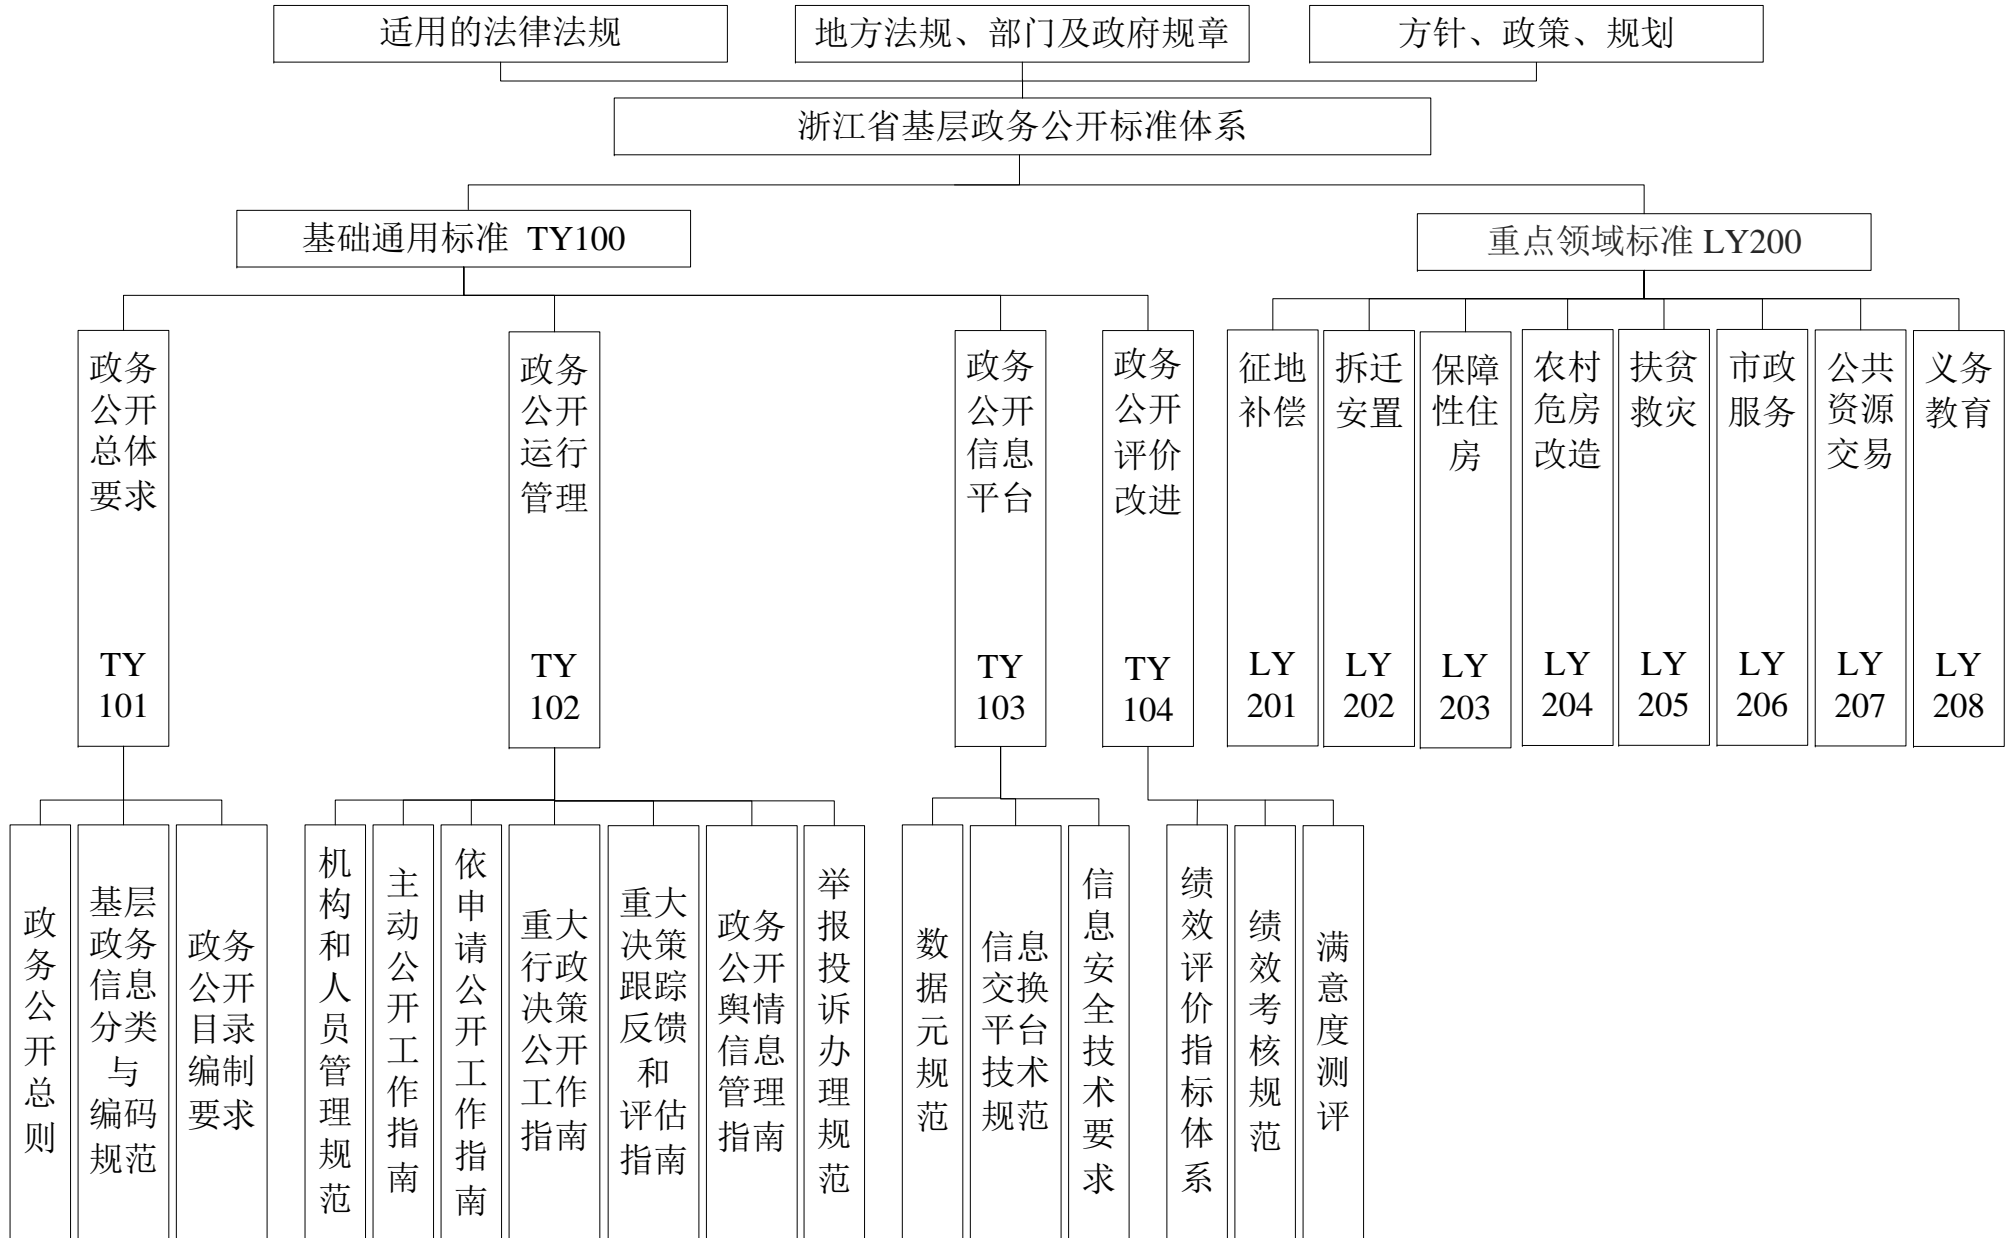 适用的法律法规
地方法规、部门及政府规章
方针、政策、规划
浙江省基层政务公开标准体系
基础通用标准 TY100
重点领域标准LY200
政务
公开
总体
要求
TY
101
政务
公开
运行
管理
TY
102
政务
公开
信息
平台
TY
103
政务
公开
评价
改进
TY
104
征地
补偿
LY
201
拆迁
安置
LY
202
保障
性住
房
LY
203
农村
危房
改造
LY
204
扶贫
救灾
LY
205
市政
服务
LY
206
公共
资源
交易
LY
207
义务
教育
LY
208
政务公开总则
基层
政务
信息
分类
与
编码
规范
政务
公开
目录
编制
要求
机构和人员管理规范
主动公开工作指南
依申请公开工作指南
重大
行政
决策
公开
工作
指南
重大
决策
跟踪
反馈
和
评估
指南
政务
公开
舆情
信息
管理
指南
举报投诉办理规范
数据元规范
信息
交换
平台
技术
规范
信息安全技术要求
绩效评价指标体系
绩效考核规范
满意度测评